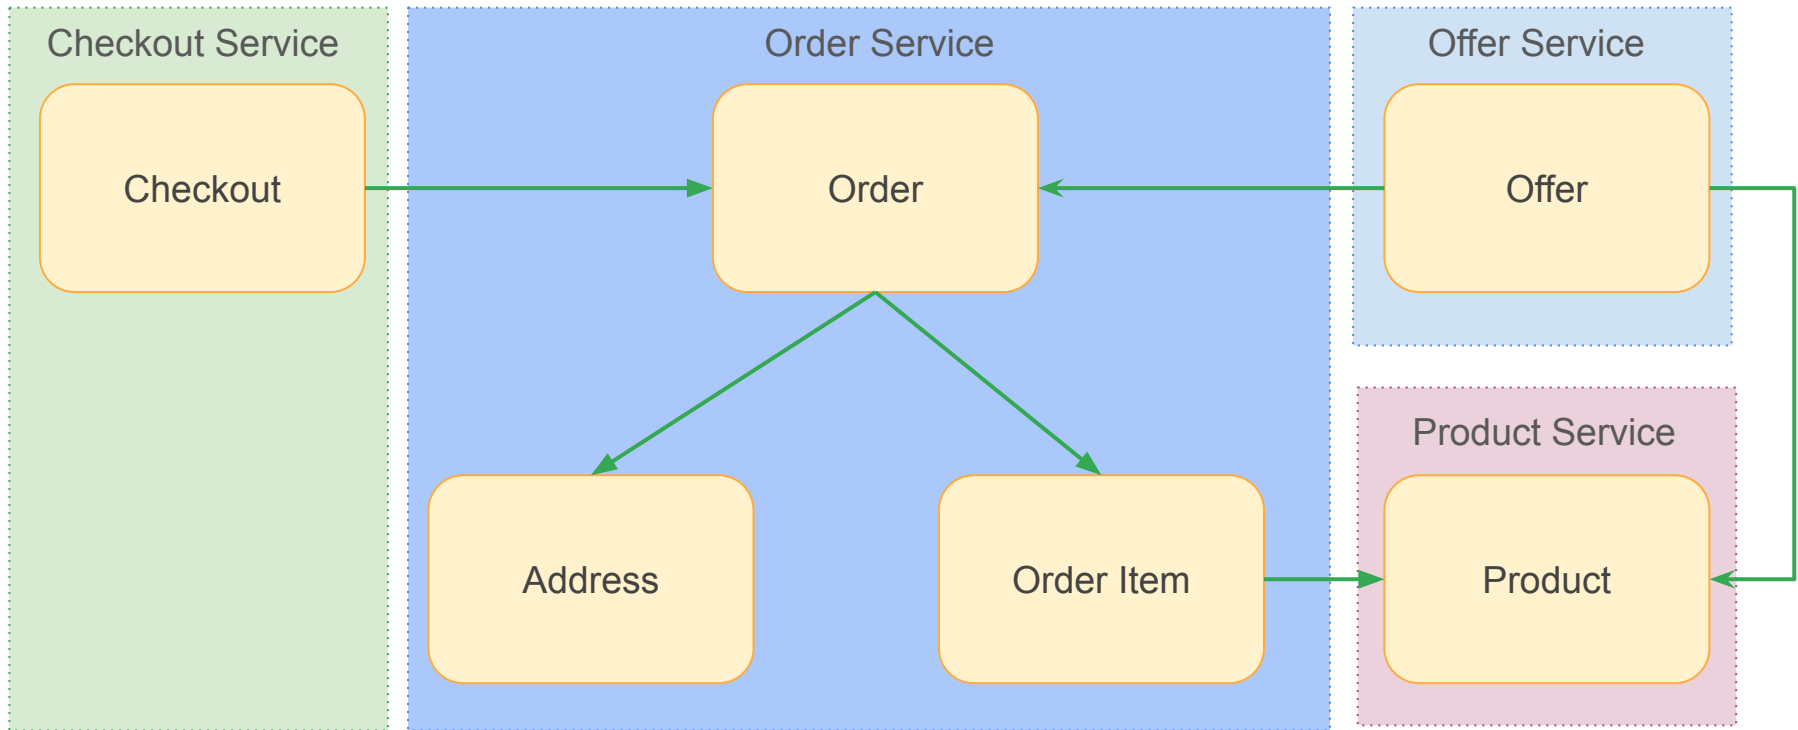 Checkout Service
Order Service
Offer Service
Checkout
Order
Offer
Product Service
Address
Order Item
Product